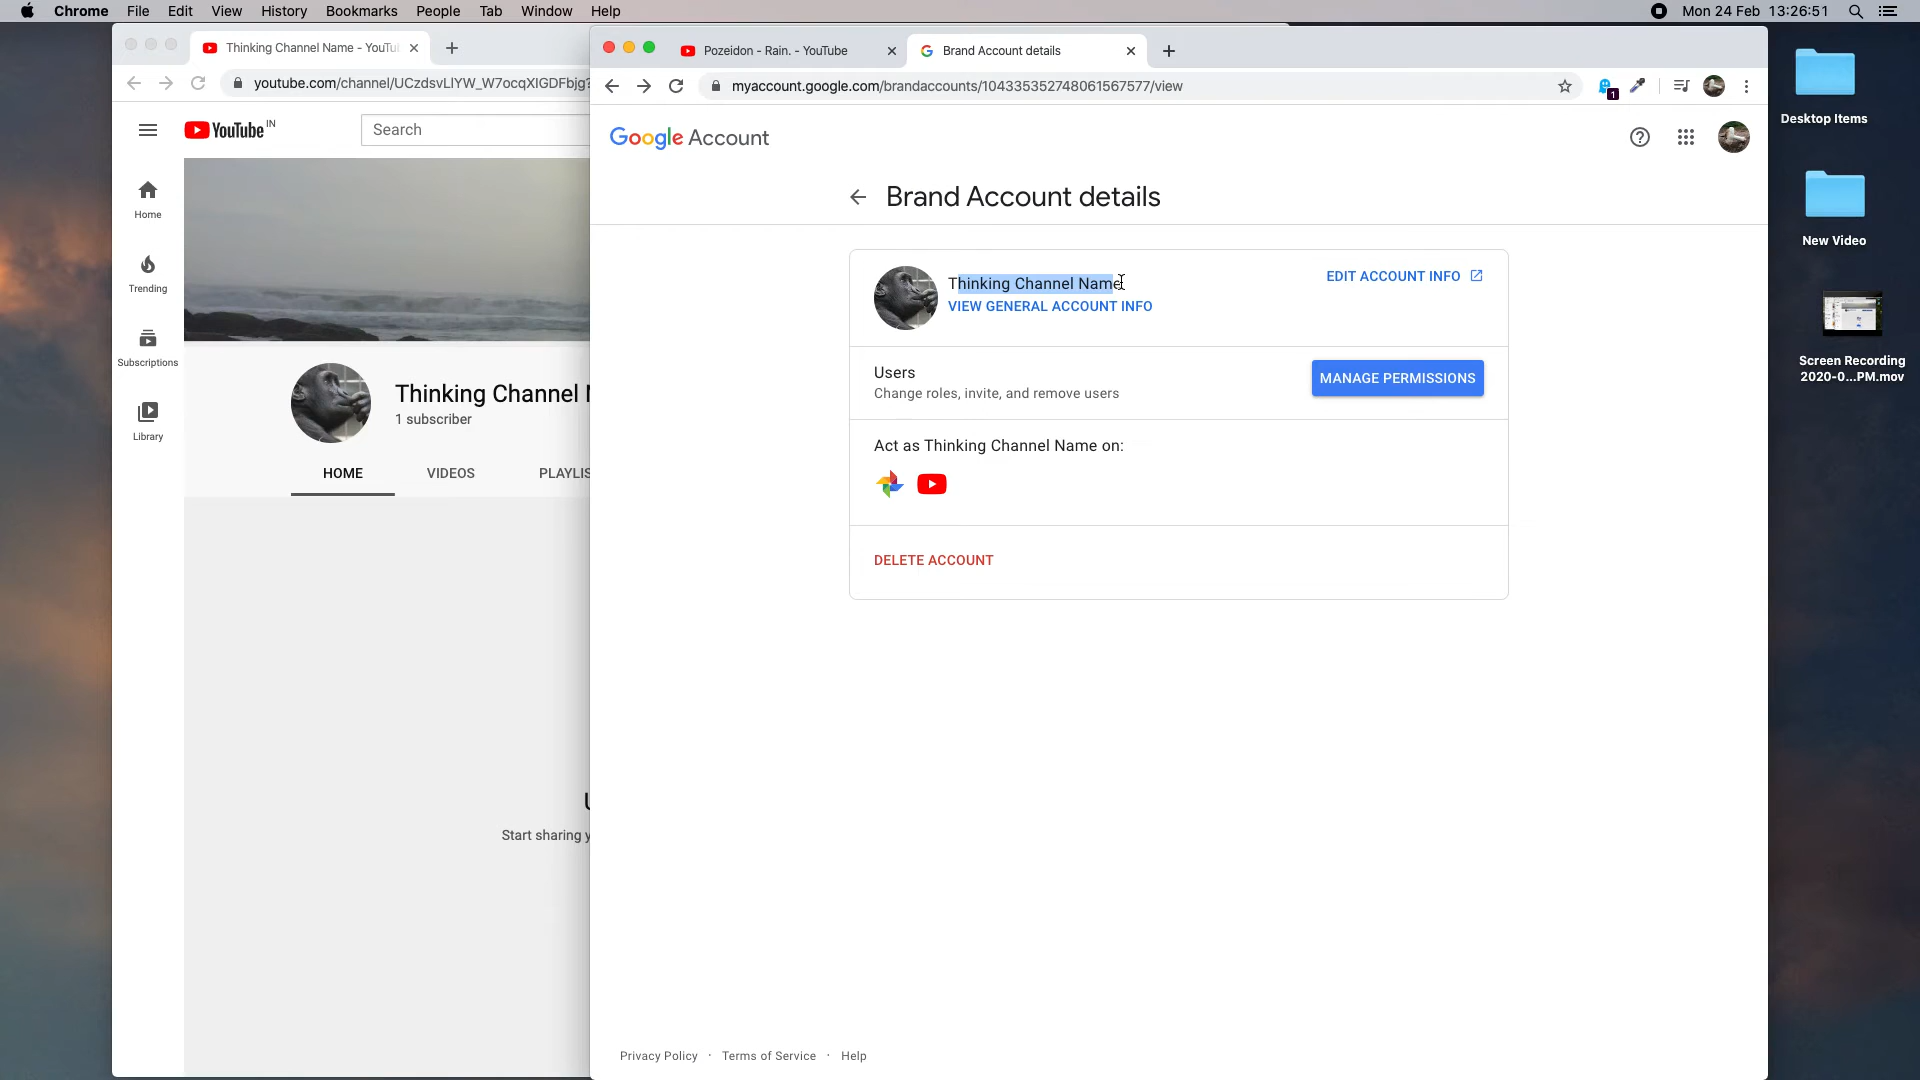 Chrome File Edit View History Bookmarks People Tab Window Help
Mon 24 Feb 13:26:51
Thinking Channel Name - YouTu
youtube.com/channel/UCzdsvLIYW_W7ocqXIGDFbjg?
YouTube IN
Search
Home
Trending
Subscriptions
Library
Thinking Channel
1 subscriber
HOME VIDEOS PLAYLIS
Start sharing y
Pozeidon - Rain. - YouTube
Brand Account details
myaccount.google.com/brandaccounts/104335352748061567577/view
1
Google Account
Brand Account details
Thinking Channel Name
VIEW GENERAL ACCOUNT INFO
EDIT ACCOUNT INFO
Users
Change roles, invite, and remove users
MANAGE PERMISSIONS
Act as Thinking Channel Name on:
DELETE ACCOUNT
Privacy Policy · Terms of Service · Help
Desktop Items
New Video
Screen Recording
2020-0...PM.mov